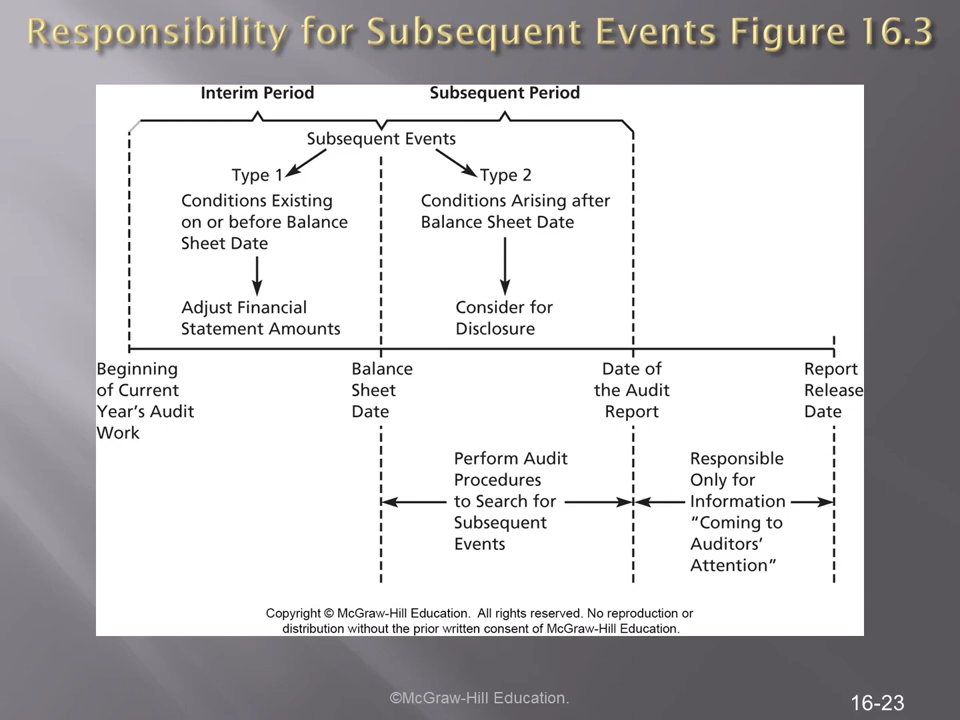 Responsibility for Subsequent Events Figure 16.3
Interim Period
Subsequent Period
Subsequent Events
Type 1
Conditions Existing
on or before Balance
Sheet Date
Adjust Financial
Statement Amounts
Type 2
Conditions Arising after
Balance Sheet Date
Consider for
Disclosure
Beginning
of Current
Year's Audit
Work
Balance
Sheet
Date
Date of
the Audit
Report
Report
Release
Date
Perform Audit
Procedures
to Search for
Subsequent
Events
Responsible
Only for
Information
“Coming to
Auditors’
Attention”
Copyright © McGraw-Hill Education. All rights reserved. No reproduction or
distribution without the prior written consent of McGraw-Hill Education.
©McGraw-Hill Education.
16-23